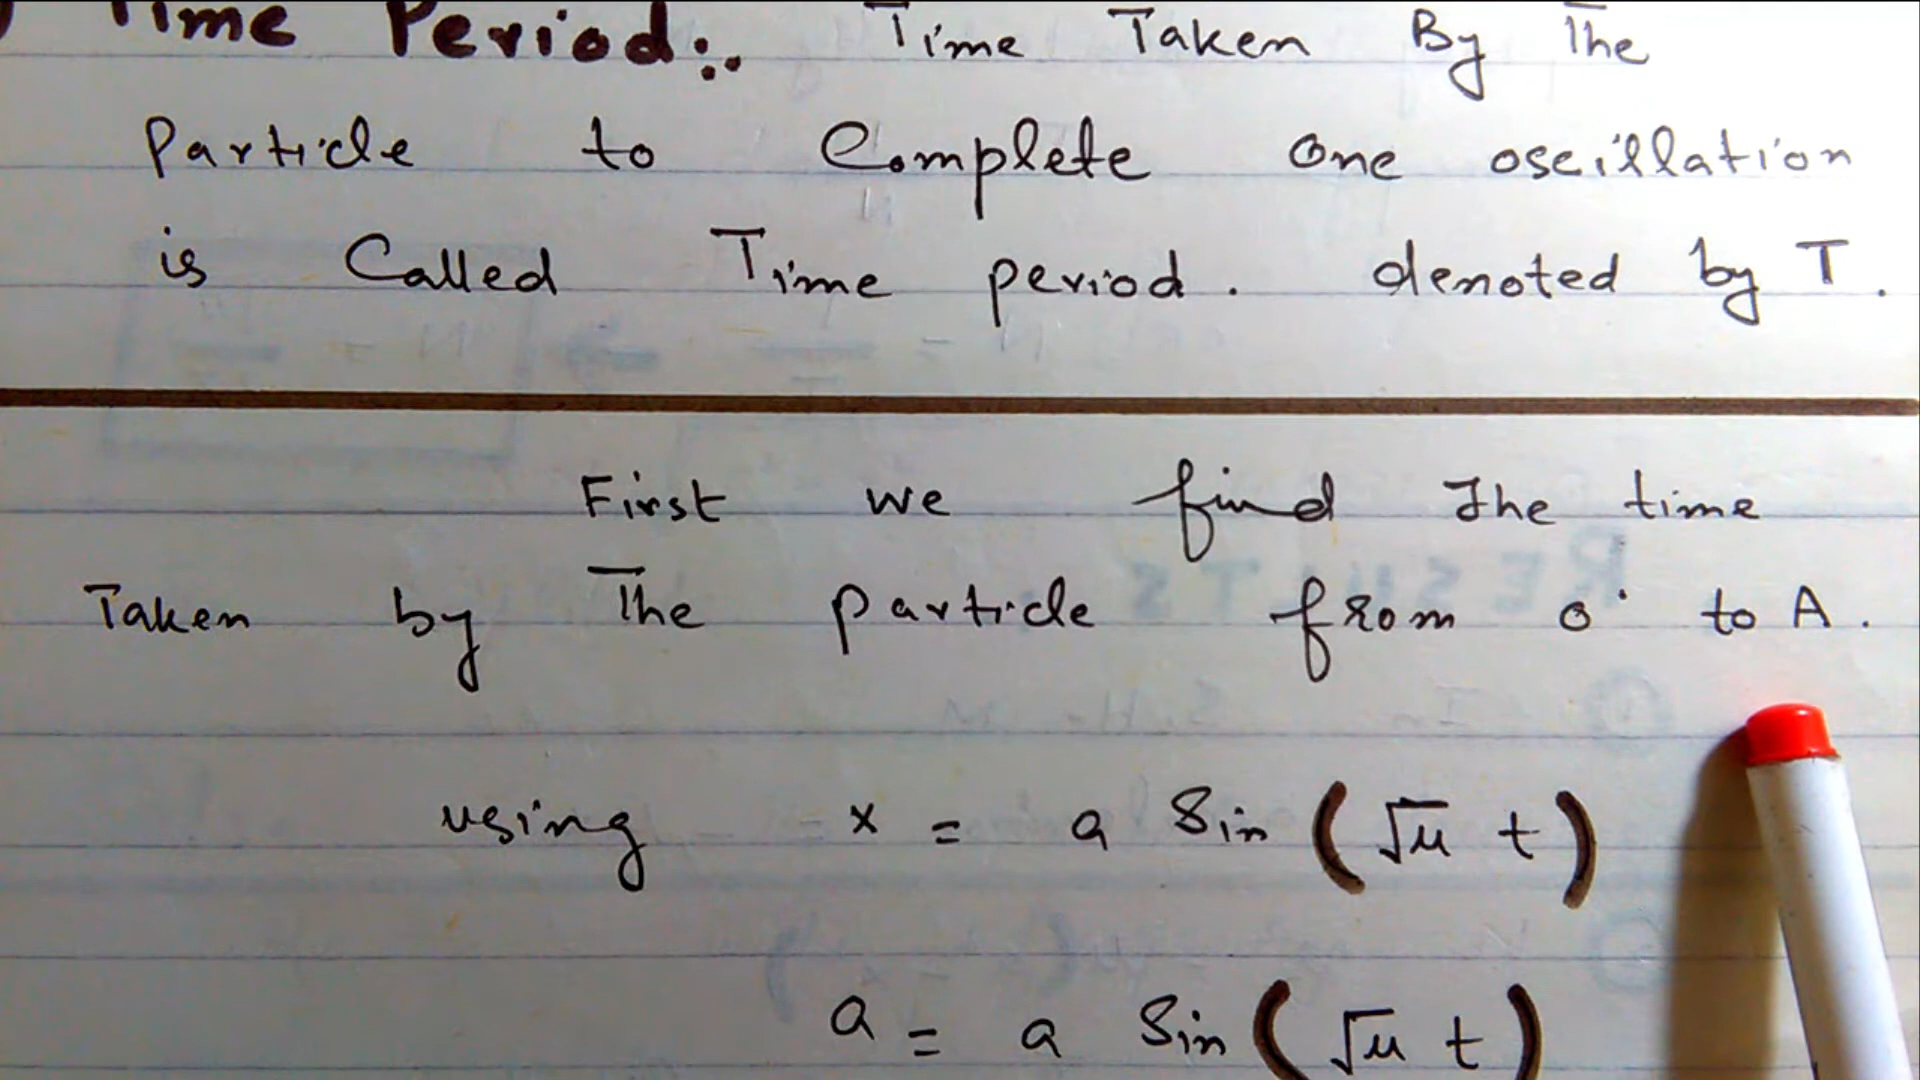 Time Period:. Time Taken By The
Particle to Complete one oscillation
is Called Time period. denoted by T.
First we find The time
Taken by The particle from o to A.
using x = a Sin (√μ t)
a = a Sin (√μ t)